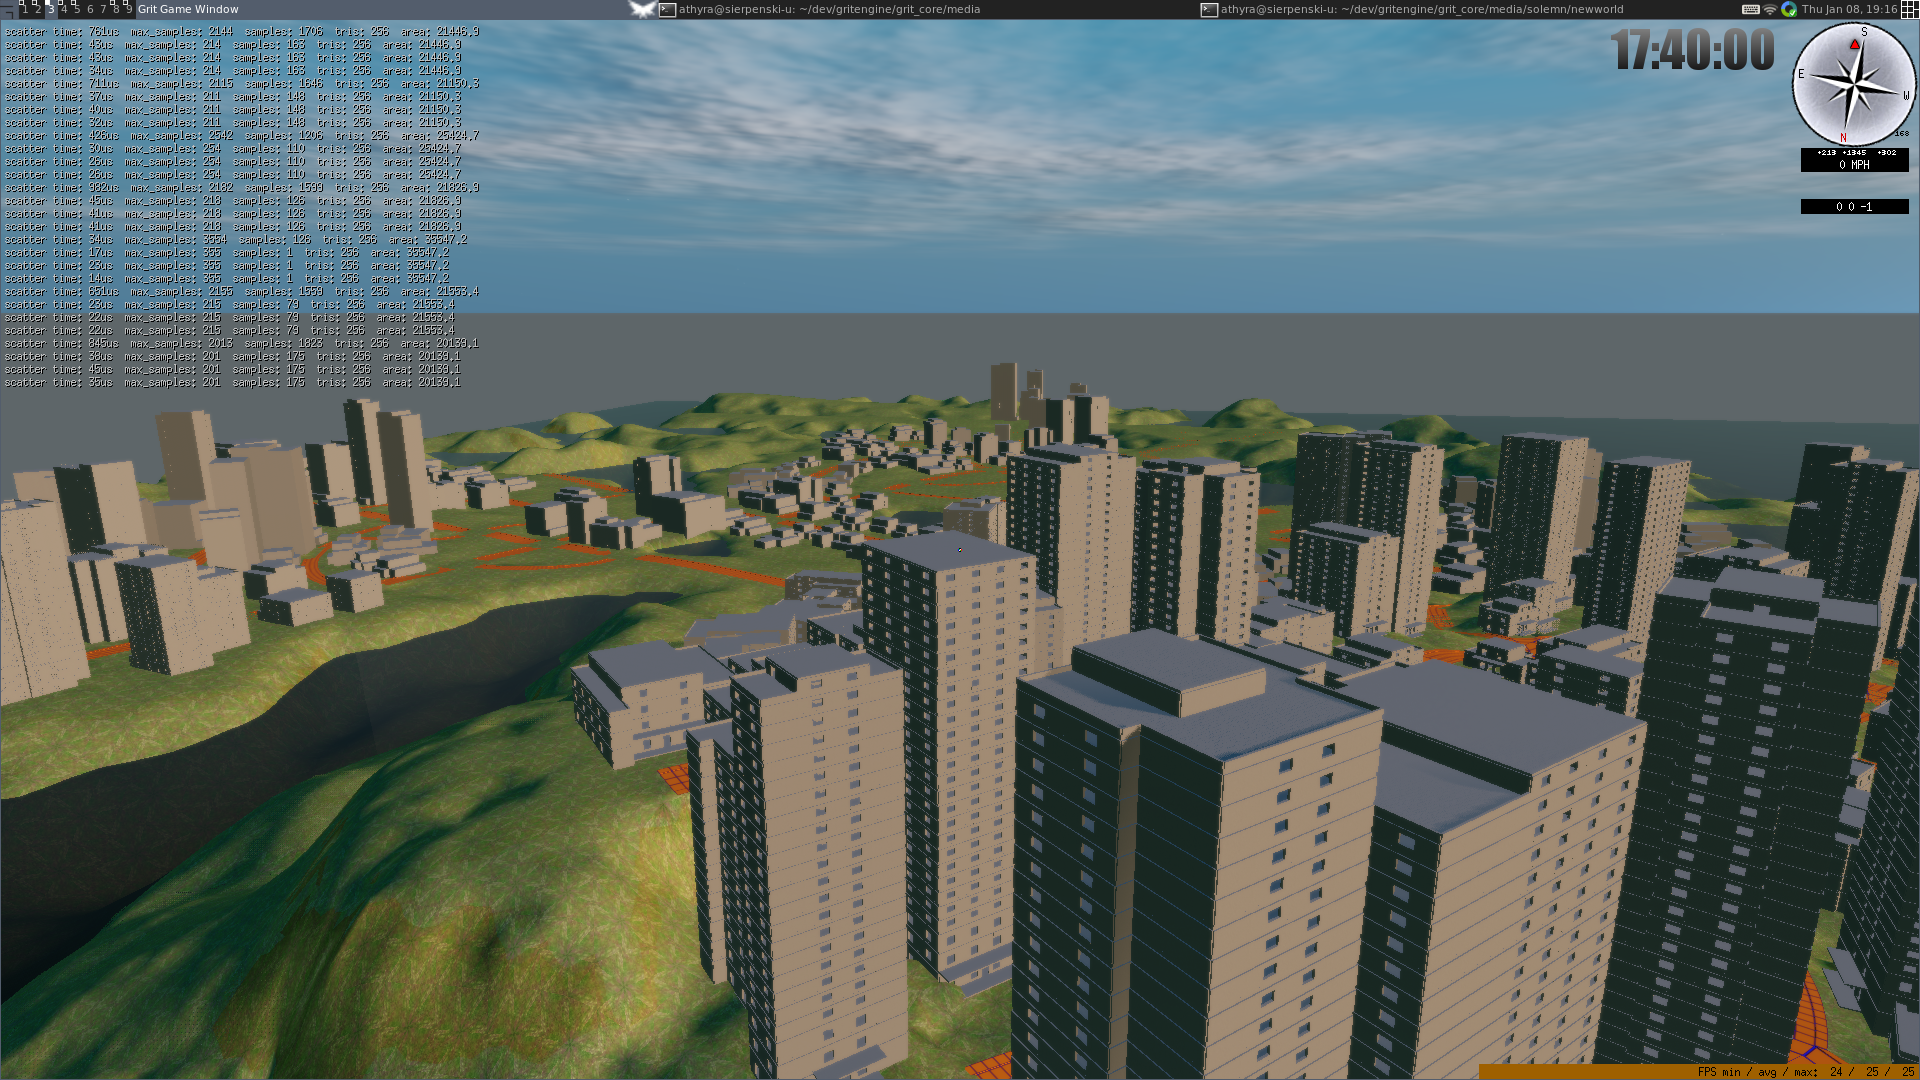 1 2 3 4 5 6 7 8 9 Grit Game Window athyra@sierpenski-u: ~/dev/gritengine/grit_core/media athyra@sierpenski-u: ~/dev/gritengine/grit_core/media/solemn/newworld Thu Jan 08, 19:16
scatter time: 761us max_samples: 2144 samples: 1706 tris: 256 area: 21446.9
scatter time: 43us max_samples: 214 samples: 163 tris: 256 area: 21446.9
scatter time: 43us max_samples: 214 samples: 163 tris: 256 area: 21446.9
scatter time: 34us max_samples: 214 samples: 163 tris: 256 area: 21446.9
scatter time: 711us max_samples: 2115 samples: 1646 tris: 256 area: 21150.3
scatter time: 37us max_samples: 211 samples: 148 tris: 256 area: 21150.3
scatter time: 40us max_samples: 211 samples: 148 tris: 256 area: 21150.3
scatter time: 32us max_samples: 211 samples: 148 tris: 256 area: 21150.3
scatter time: 426us max_samples: 2542 samples: 1206 tris: 256 area: 25424.7
scatter time: 30us max_samples: 254 samples: 110 tris: 256 area: 25424.7
scatter time: 28us max_samples: 254 samples: 110 tris: 256 area: 25424.7
scatter time: 28us max_samples: 254 samples: 110 tris: 256 area: 25424.7
scatter time: 982us max_samples: 2182 samples: 1599 tris: 256 area: 21826.9
scatter time: 45us max_samples: 218 samples: 126 tris: 256 area: 21826.9
scatter time: 41us max_samples: 218 samples: 126 tris: 256 area: 21826.9
scatter time: 41us max_samples: 218 samples: 126 tris: 256 area: 21826.9
scatter time: 34us max_samples: 3554 samples: 126 tris: 256 area: 35547.2
scatter time: 17us max_samples: 355 samples: 1 tris: 256 area: 35547.2
scatter time: 23us max_samples: 355 samples: 1 tris: 256 area: 35547.2
scatter time: 14us max_samples: 355 samples: 1 tris: 256 area: 35547.2
scatter time: 651us max_samples: 2155 samples: 1559 tris: 256 area: 21553.4
scatter time: 23us max_samples: 215 samples: 79 tris: 256 area: 21553.4
scatter time: 22us max_samples: 215 samples: 79 tris: 256 area: 21553.4
scatter time: 22us max_samples: 215 samples: 79 tris: 256 area: 21553.4
scatter time: 845us max_samples: 2013 samples: 1823 tris: 256 area: 20139.1
scatter time: 38us max_samples: 201 samples: 175 tris: 256 area: 20139.1
scatter time: 45us max_samples: 201 samples: 175 tris: 256 area: 20139.1
scatter time: 35us max_samples: 201 samples: 175 tris: 256 area: 20139.1
17:40:00
S
E
W
N
168
+213 +1345 +302
0 MPH
0 0 -1
FPS min / avg / max: 24 / 25 / 25